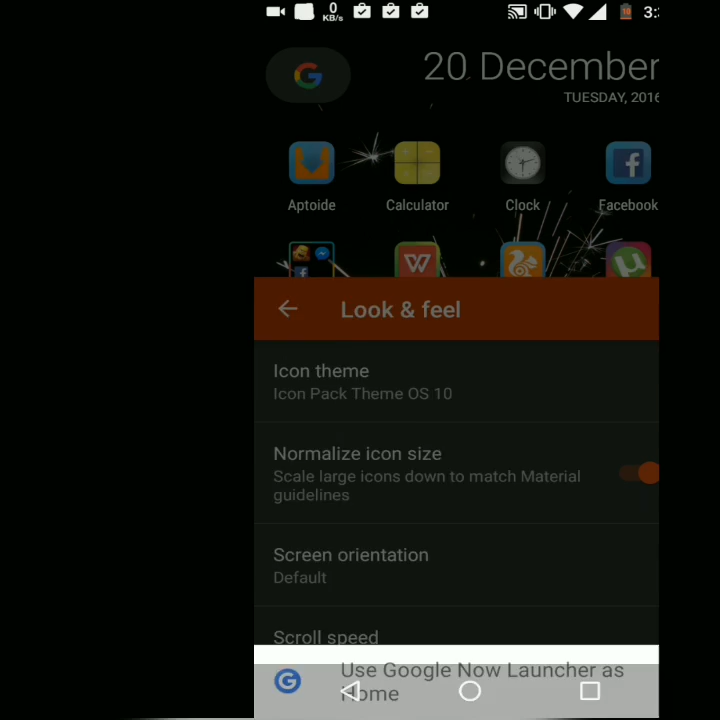 0
KB/s
3:
20 December
TUESDAY, 2016
Aptoide
Calculator
Clock
Facebook
Look & feel
Icon theme
Icon Pack Theme OS 10
Normalize icon size
Scale large icons down to match Material
guidelines
Screen orientation
Default
Scroll speed
Use Google Now Launcher as
Home